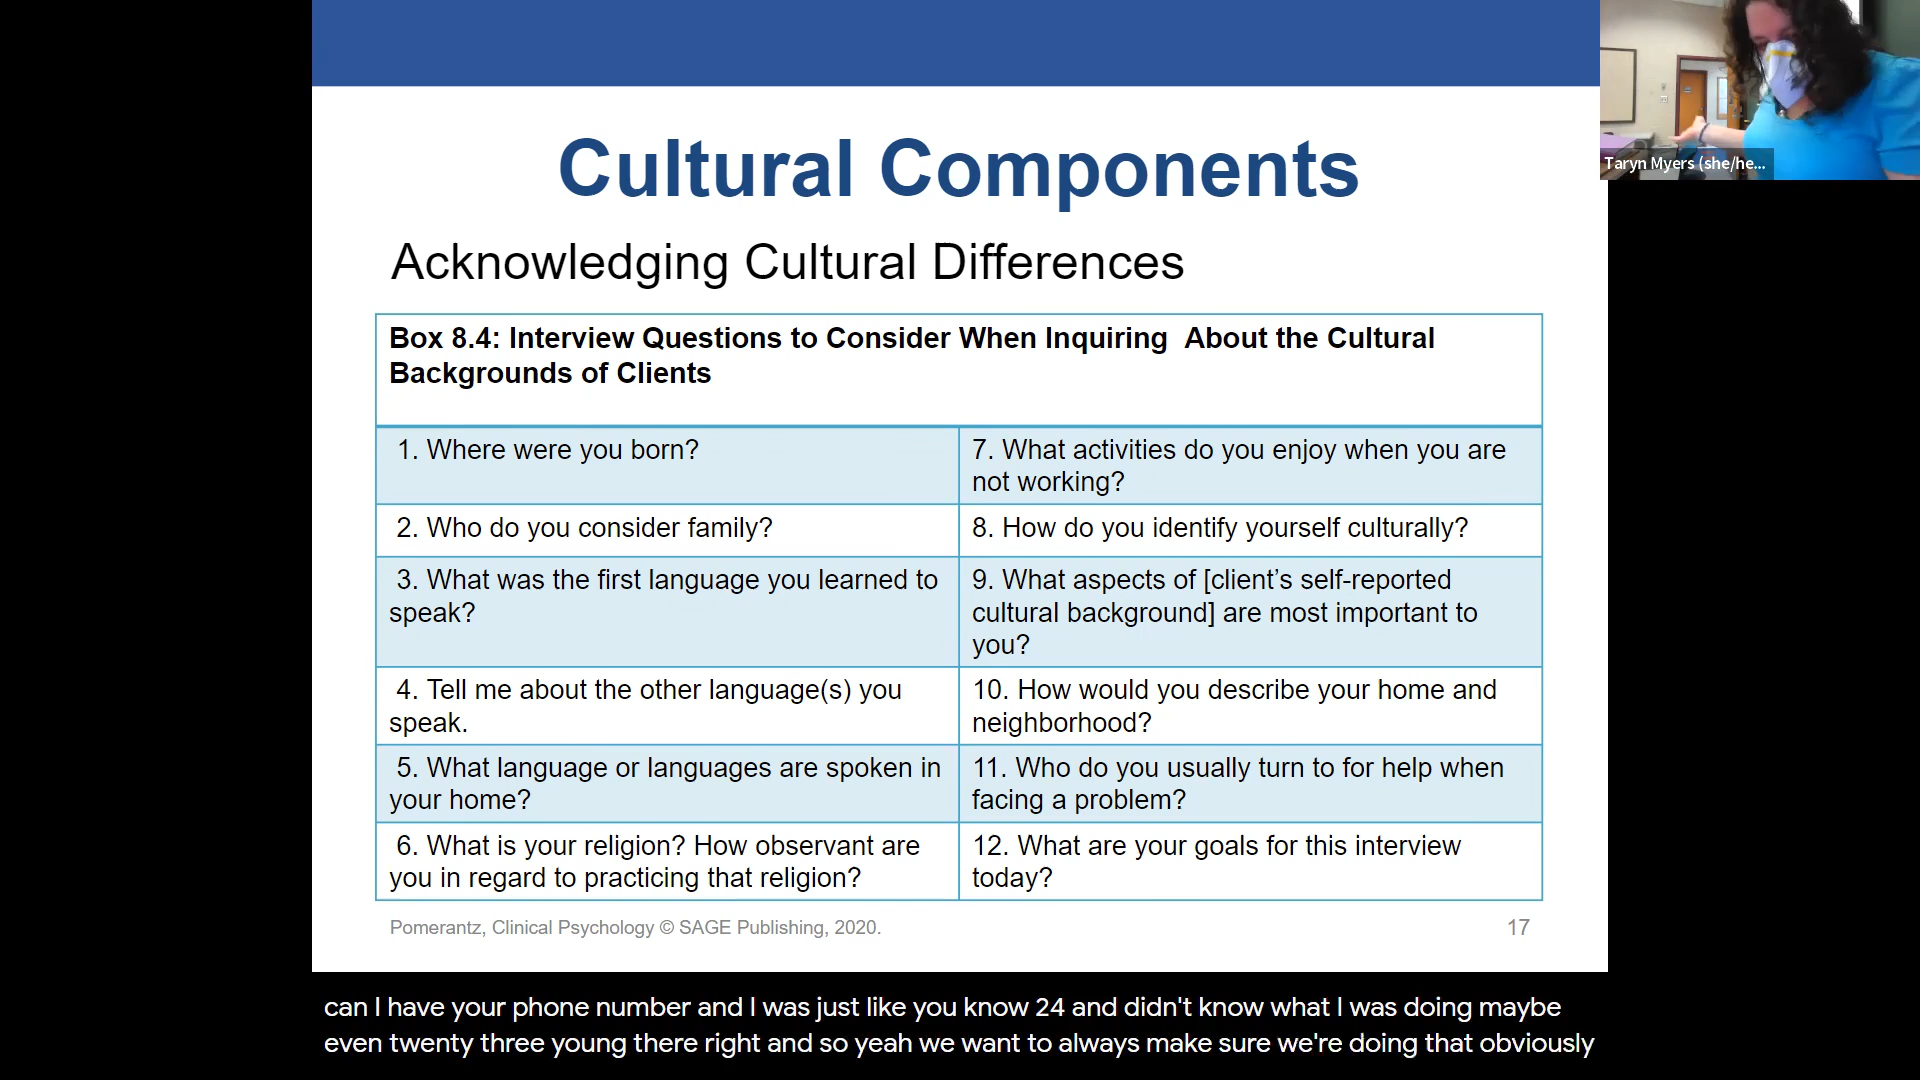 Cultural Components
Taryn Myers (she/he...
Acknowledging Cultural Differences
Box 8.4: Interview Questions to Consider When Inquiring  About the Cultural
Backgrounds of Clients
1. Where were you born?
7. What activities do you enjoy when you are
not working?
2. Who do you consider family?
8. How do you identify yourself culturally?
3. What was the first language you learned to
speak?
9. What aspects of [client’s self-reported
cultural background] are most important to
you?
4. Tell me about the other language(s) you
speak.
10. How would you describe your home and
neighborhood?
5. What language or languages are spoken in
your home?
11. Who do you usually turn to for help when
facing a problem?
6. What is your religion? How observant are
you in regard to practicing that religion?
12. What are your goals for this interview
today?
Pomerantz, Clinical Psychology © SAGE Publishing, 2020.
17
can I have your phone number and I was just like you know 24 and didn't know what I was doing maybe
even twenty three young there right and so yeah we want to always make sure we're doing that obviously